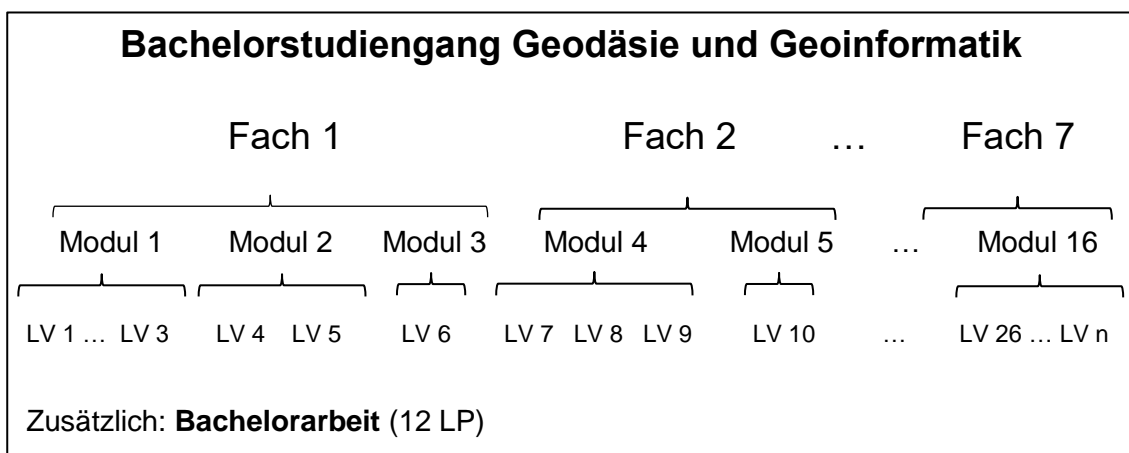 Bachelorstudiengang Geodäsie und Geoinformatik
Fach 1 Fach 2 … Fach 7
Modul 1 Modul 2 Modul 3 Modul 4 Modul 5 … Modul 16
LV 1 … LV 3 LV 4 LV 5 LV 6 LV 7 LV 8 LV 9 LV 10 … LV 26 … LV n
Zusätzlich: Bachelorarbeit (12 LP)